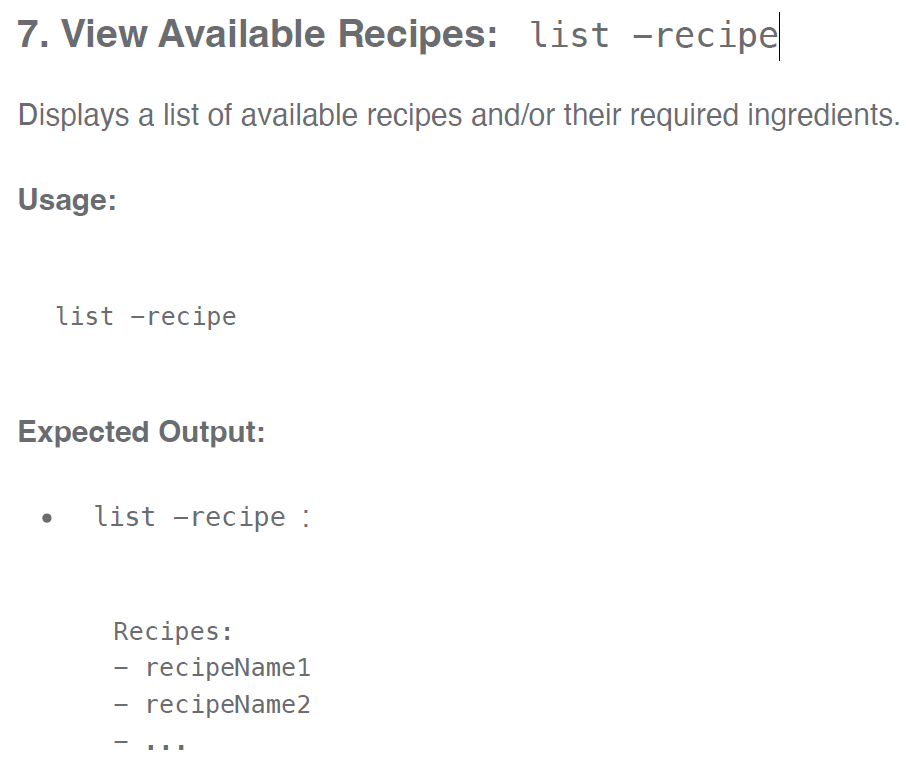 7. View Available Recipes: list -recipe
Displays a list of available recipes and/or their required ingredients.
Usage:
list -recipe
Expected Output:
• list -recipe :
Recipes:
- recipeName1
- recipeName2
- ...